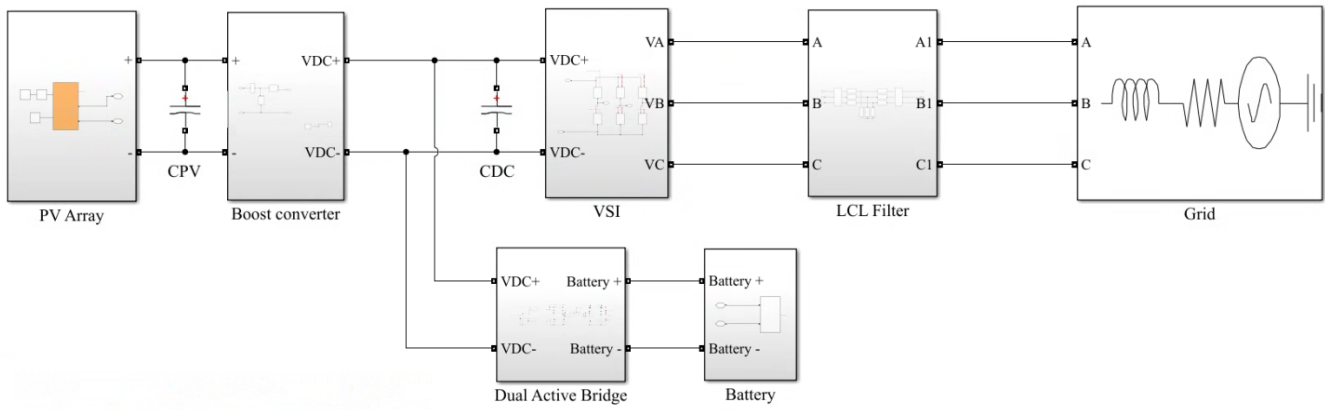 + + VDC+ VDC+ VA A A1 A
VB B B1 B
- - VDC- VDC- VC C C1 C
CPV CDC
PV Array Boost converter VSI LCL Filter Grid
VDC+ Battery + Battery +
VDC- Battery - Battery -
Dual Active Bridge Battery